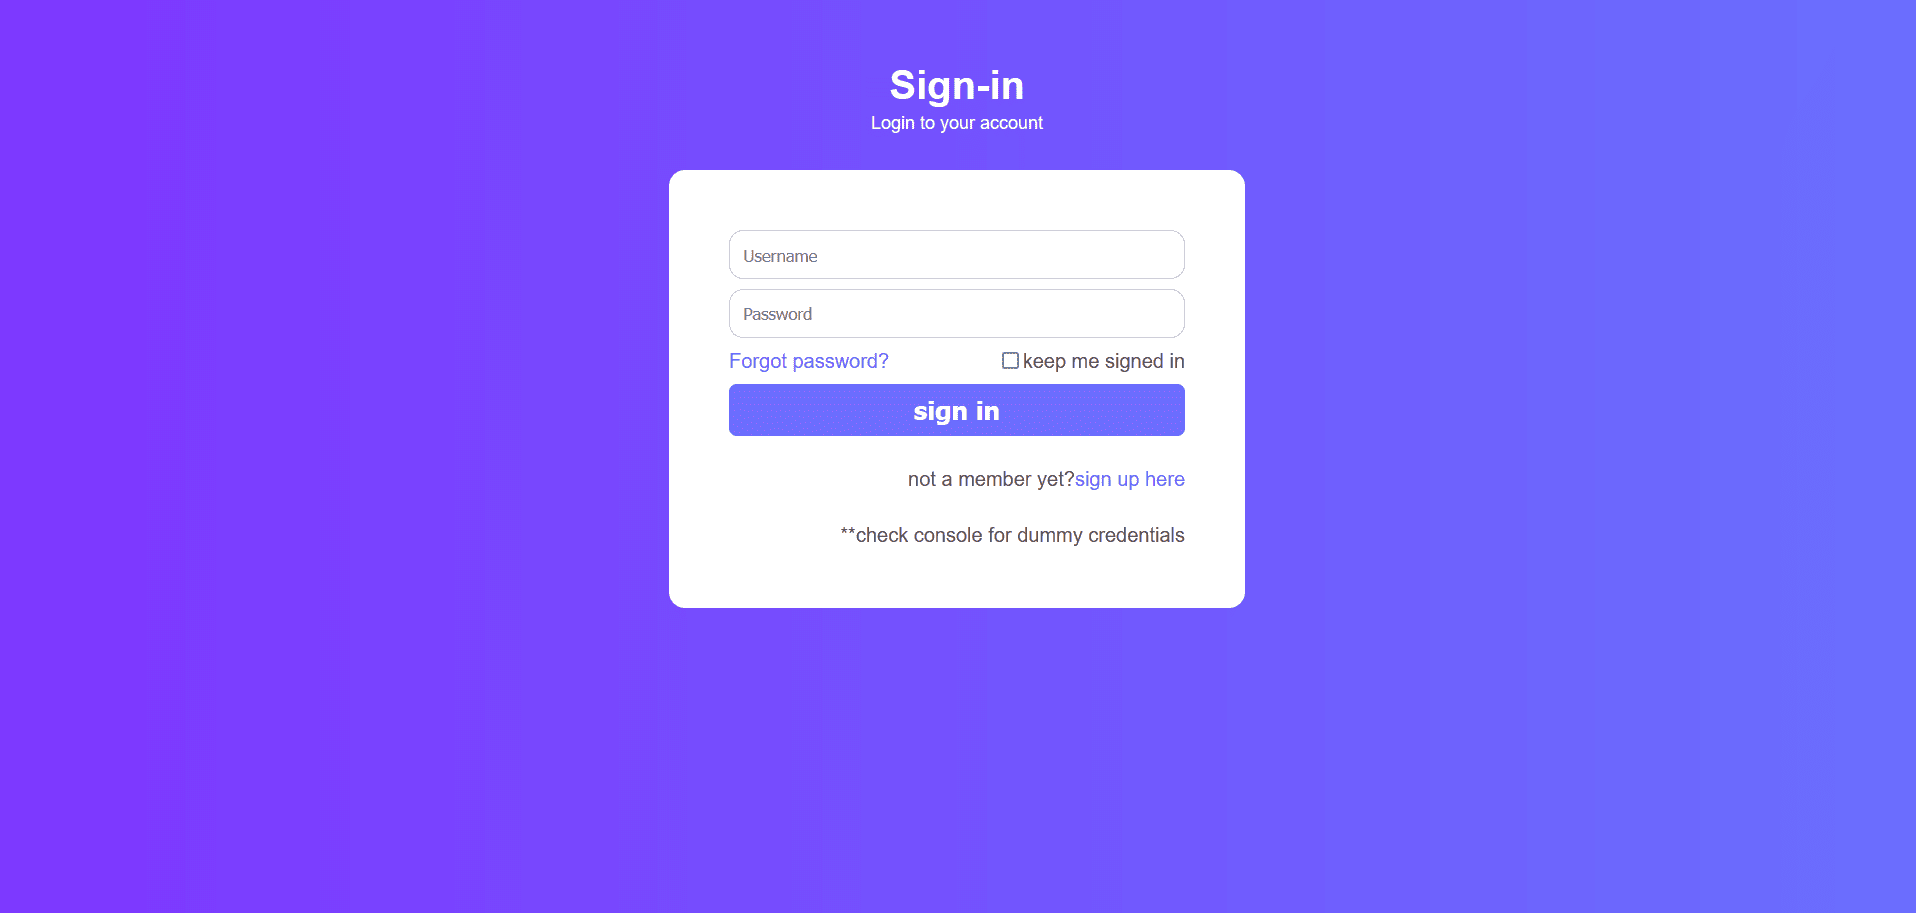 Sign-in
Login to your account
Username
Password
Forgot password? keep me signed in
sign in
not a member yet?sign up here
**check console for dummy credentials